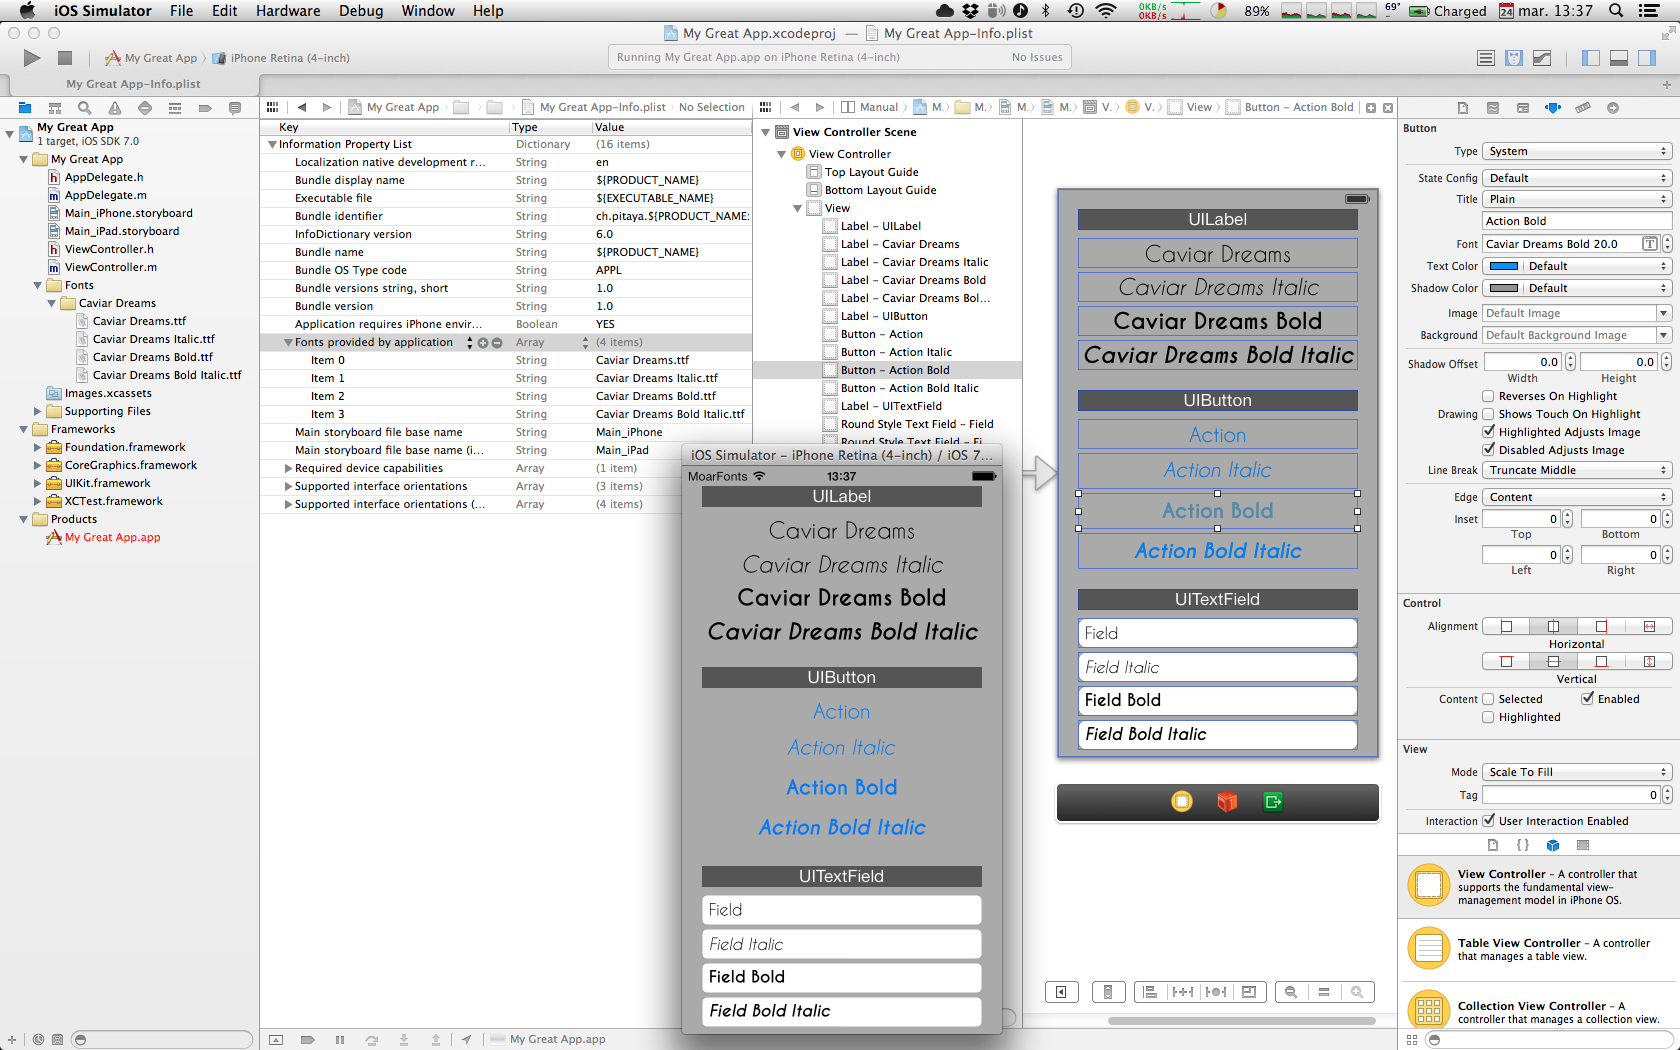 iOS Simulator File Edit Hardware Debug Window Help
0KB/s
0KB/s
89% 69° Charged 24 mar. 13:37
My Great App.xcodeproj — My Great App-Info.plist
My Great App iPhone Retina (4-inch)
Running My Great App.app on iPhone Retina (4-inch) No Issues
My Great App-Info.plist
My Great App
1 target, iOS SDK 7.0
My Great App
AppDelegate.h
AppDelegate.m
Main_iPhone.storyboard
Main_iPad.storyboard
ViewController.h
ViewController.m
Fonts
Caviar Dreams
Caviar Dreams.ttf
Caviar Dreams Italic.ttf
Caviar Dreams Bold.ttf
Caviar Dreams Bold Italic.ttf
Images.xcassets
Supporting Files
Frameworks
Foundation.framework
CoreGraphics.framework
UIKit.framework
XCTest.framework
Products
My Great App.app
My Great App My Great App-Info.plist No Selection
Key Type Value
Information Property List Dictionary (16 items)
Localization native development r... String en
Bundle display name String ${PRODUCT_NAME}
Executable file String ${EXECUTABLE_NAME}
Bundle identifier String ch.pitaya.${PRODUCT_NAME:
InfoDictionary version String 6.0
Bundle name String ${PRODUCT_NAME}
Bundle OS Type code String APPL
Bundle versions string, short String 1.0
Bundle version String 1.0
Application requires iPhone envir... Boolean YES
Fonts provided by application Array (4 items)
Item 0 String Caviar Dreams.ttf
Item 1 String Caviar Dreams Italic.ttf
Item 2 String Caviar Dreams Bold.ttf
Item 3 String Caviar Dreams Bold Italic.ttf
Main storyboard file base name String Main_iPhone
Main storyboard file base name (i... String Main_iPad
Required device capabilities Array (1 item)
Supported interface orientations Array (3 items)
Supported interface orientations (... Array (4 items)
Manual M. M. M. M. V. V. View Button - Action Bold
View Controller Scene
View Controller
Top Layout Guide
Bottom Layout Guide
View
Label - UILabel
Label - Caviar Dreams
Label - Caviar Dreams Italic
Label - Caviar Dreams Bold
Label - Caviar Dreams Bol...
Label - UIButton
Button - Action
Button - Action Italic
Button - Action Bold
Button - Action Bold Italic
Label - UITextField
Round Style Text Field - Field
Round Style Text Field - Fi...
iOS Simulator - iPhone Retina (4-inch) / iOS 7...
MoarFonts 13:37
UILabel
Caviar Dreams
Caviar Dreams Italic
Caviar Dreams Bold
Caviar Dreams Bold Italic
UIButton
Action
Action Italic
Action Bold
Action Bold Italic
UITextField
Field
Field Italic
Field Bold
Field Bold Italic
UILabel
Caviar Dreams
Caviar Dreams Italic
Caviar Dreams Bold
Caviar Dreams Bold Italic
UIButton
Action
Action Italic
Action Bold
Action Bold Italic
UITextField
Field
Field Italic
Field Bold
Field Bold Italic
Button
Type System
State Config Default
Title Plain
Action Bold
Font Caviar Dreams Bold 20.0 T
Text Color Default
Shadow Color Default
Image Default Image
Background Default Background Image
Shadow Offset 0.0 0.0
Width Height
Reverses On Highlight
Drawing Shows Touch On Highlight
Highlighted Adjusts Image
Disabled Adjusts Image
Line Break Truncate Middle
Edge Content
Inset 0 0
Top Bottom
0 0
Left Right
Control
Alignment
Horizontal
Vertical
Content Selected Enabled
Highlighted
View
Mode Scale To Fill
Tag 0
Interaction User Interaction Enabled
{ }
View Controller - A controller that
supports the fundamental view-
management model in iPhone OS.
Table View Controller - A controller
that manages a table view.
Collection View Controller - A
controller that manages a collection view.
My Great App.app